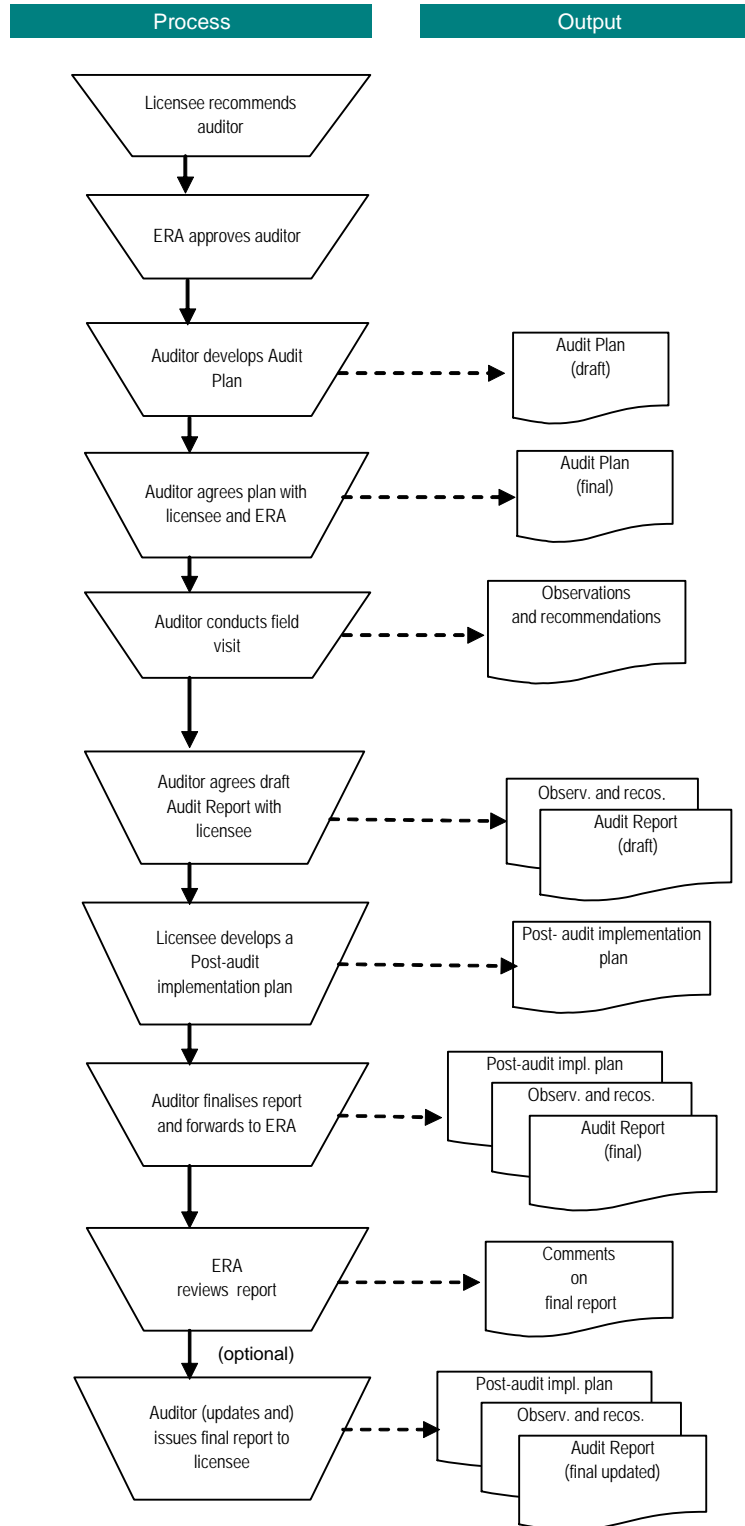 Process
Output
Licensee recommends
auditor
ERA approves auditor
Auditor develops Audit
Plan
Audit Plan
(draft)
Auditor agrees plan with
licensee and ERA
Audit Plan
(final)
Auditor conducts field
visit
Observations
and recommendations
Auditor agrees draft
Audit Report with
licensee
Observ. and recos.
Audit Report
(draft)
Licensee develops a
Post-audit
implementation plan
Post- audit implementation
plan
Auditor finalises report
and forwards to ERA
Post-audit impl. plan
Observ. and recos.
Audit Report
(final)
ERA
reviews report
Comments
on
final report
(optional)
Auditor (updates and)
issues final report to
licensee
Post-audit impl. plan
Observ. and recos.
Audit Report
(final updated)